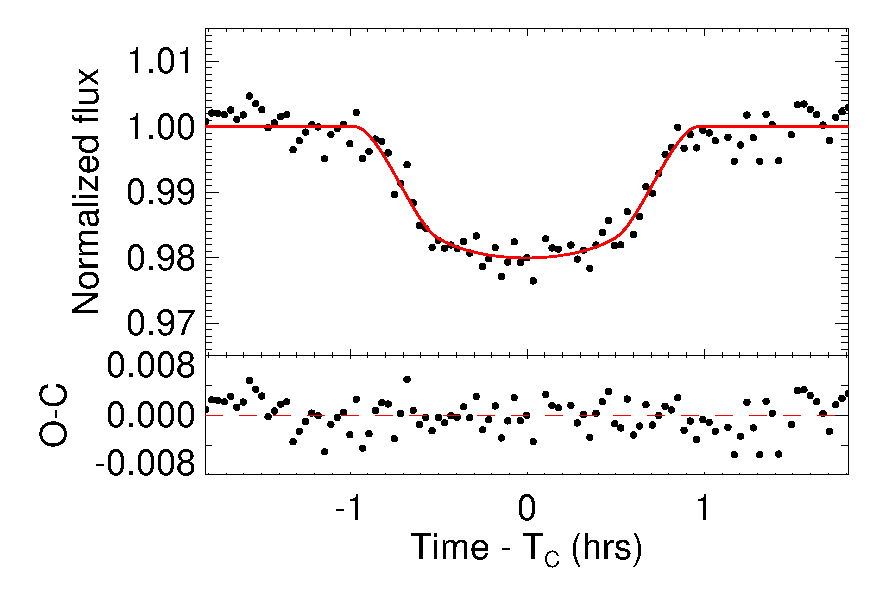 Normalized flux
1.01
1.00
0.99
0.98
0.97
O-C
0.008
0.000
-0.008
-1 0 1
Time - T_C (hrs)